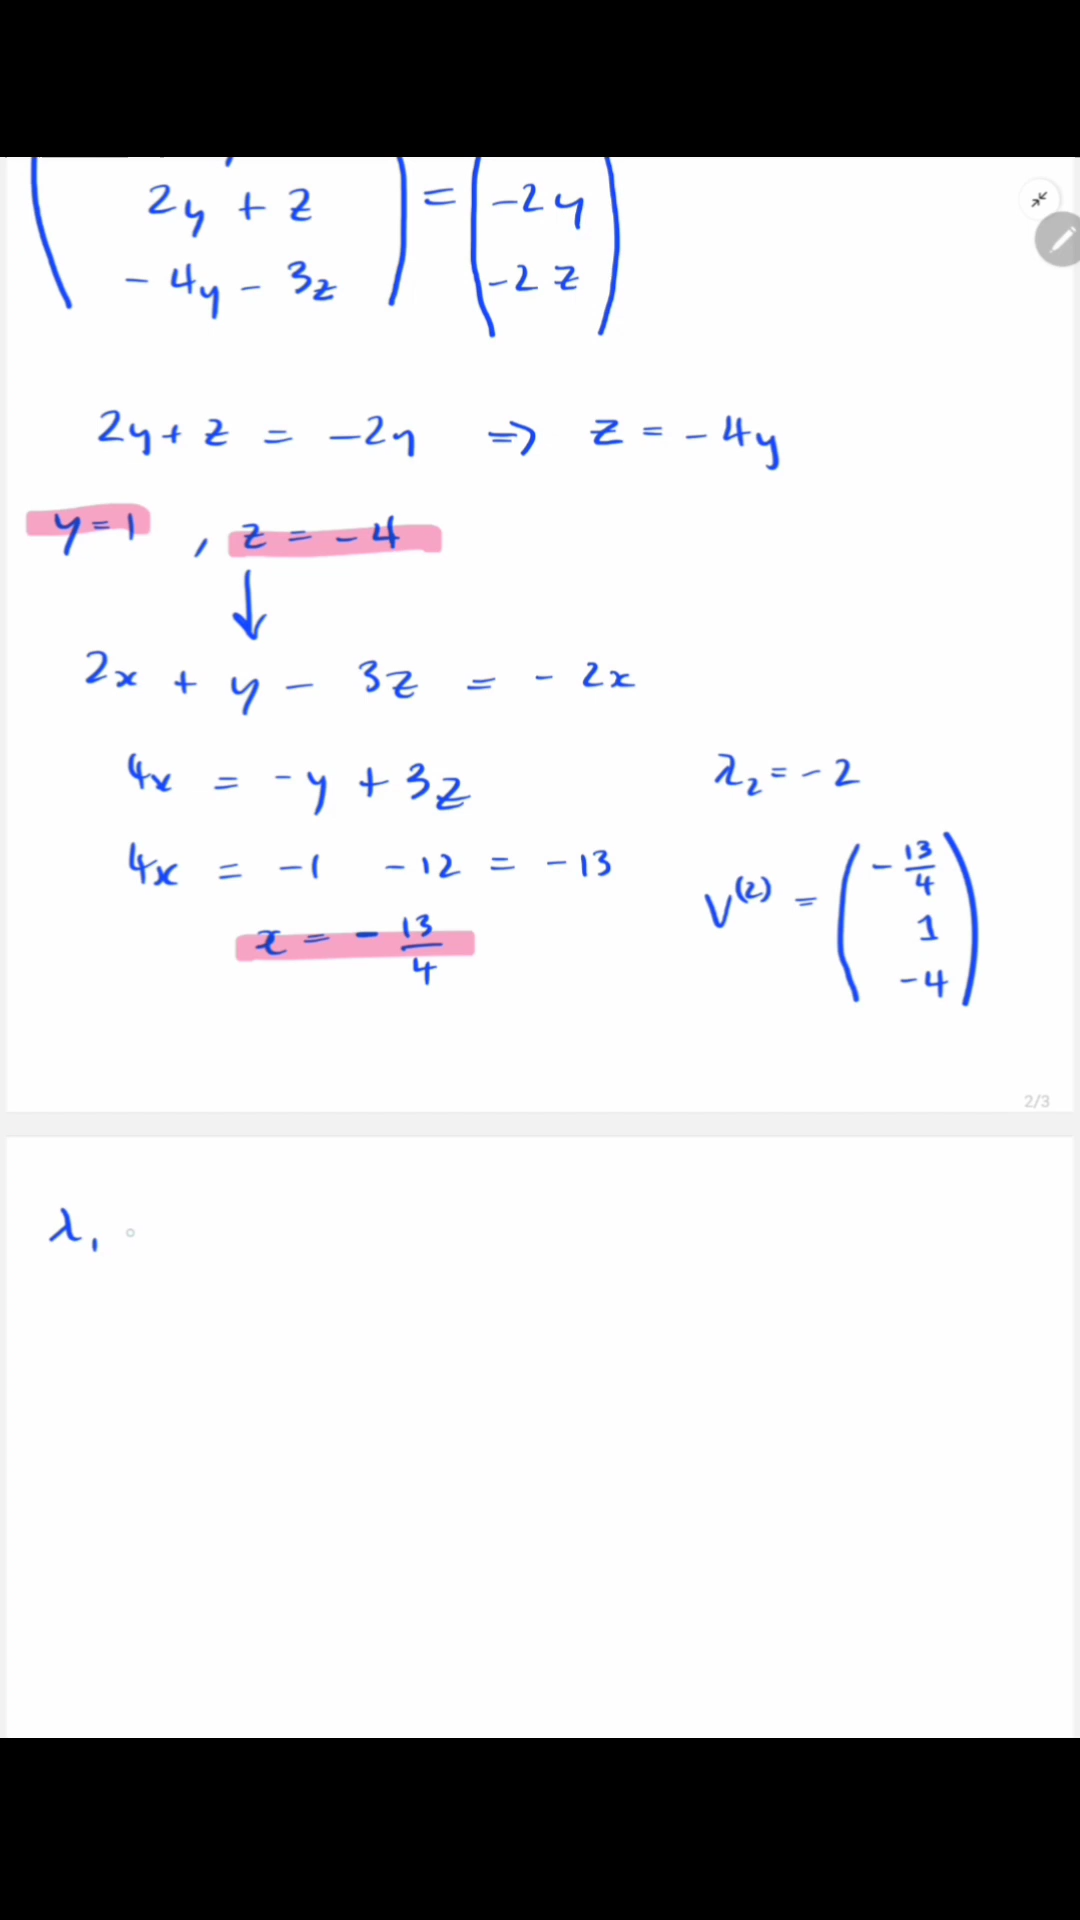 2y + z = -2y
-4y - 3z -2z
2y + z = -2y => z = -4y
y = 1 , z = -4
↓
2x + y - 3z = -2x
4x = -y + 3z λ₂ = -2
4x = -1 -12 = -13 V⁽²⁾ = (-13/4
x = -13/4 1
-4)
2/3
λ₁